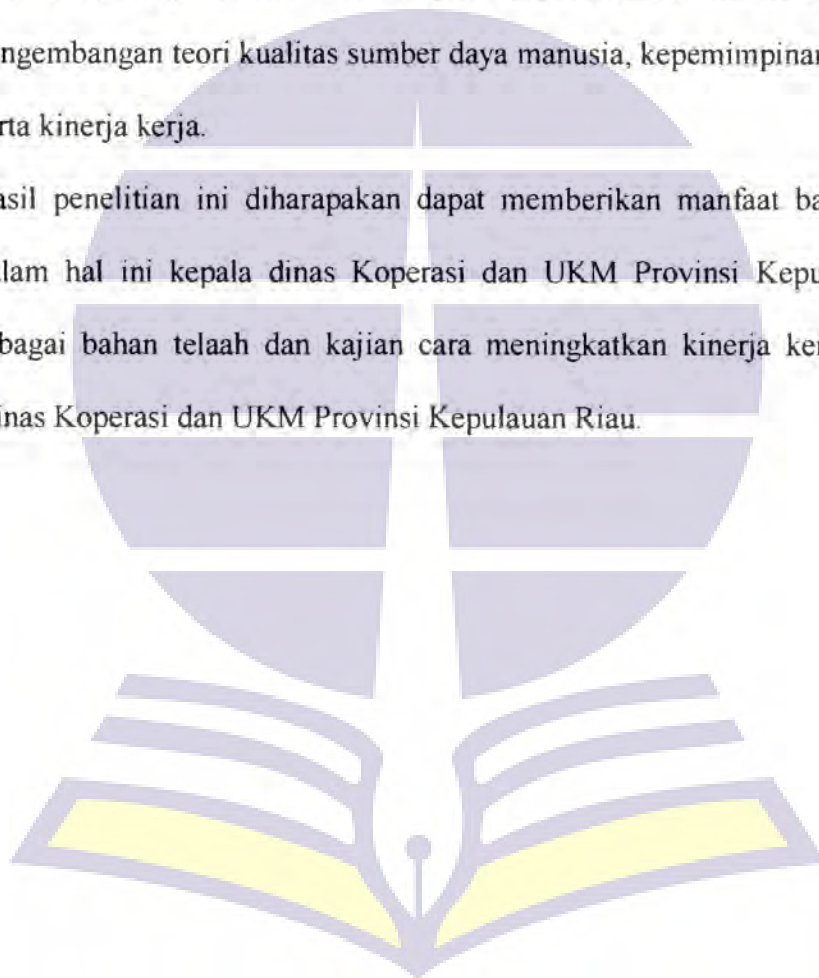 ngembangan teori kualitas sumber daya manusia, kepemimpinan
rta kinerja kerja.
asil penelitian ini diharapakan dapat memberikan manfaat ba
lam hal ini kepala dinas Koperasi dan UKM Provinsi Kepu
bagai bahan telaah dan kajian cara meningkatkan kinerja ke
inas Koperasi dan UKM Provinsi Kepulauan Riau.